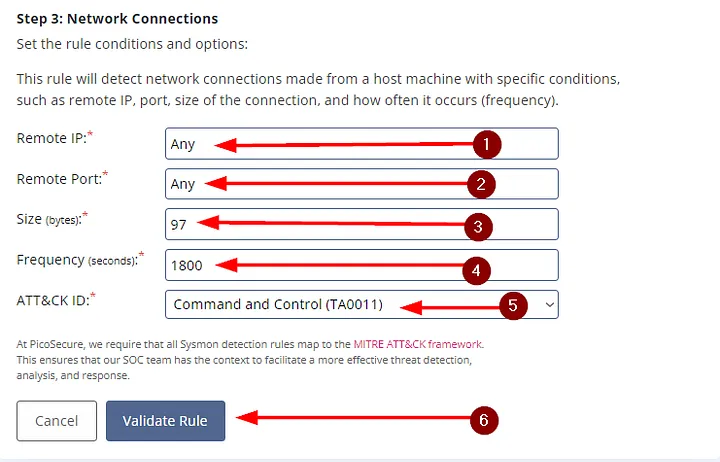 Step 3: Network Connections
Set the rule conditions and options:
This rule will detect network connections made from a host machine with specific conditions,
such as remote IP, port, size of the connection, and how often it occurs (frequency).
Remote IP:* Any 1
Remote Port:* Any 2
Size (bytes):* 97 3
Frequency (seconds):* 1800 4
ATT&CK ID:* Command and Control (TA0011) 5
At PicoSecure, we require that all Sysmon detection rules map to the MITRE ATT&CK framework.
This ensures that our SOC team has the context to facilitate a more effective threat detection,
analysis, and response.
Cancel Validate Rule 6